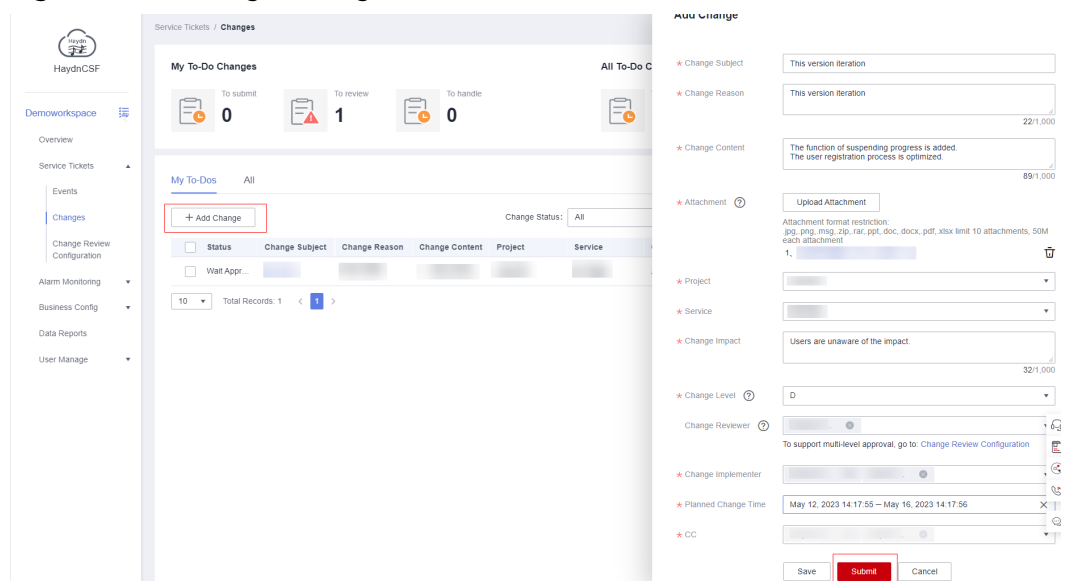 Service Tickets / Changes
Haydn
HaydnCSF
Demoworkspace
Overview
Service Tickets
Events
Changes
Change Review
Configuration
Alarm Monitoring
Business Config
Data Reports
User Manage
My To-Do Changes
All To-Do C
To submit
0
To review
1
To handle
0
My To-Dos All
+ Add Change
Change Status: All
Status Change Subject Change Reason Change Content Project Service
Wait Appr...
10 Total Records: 1 < 1 >
Add Change
* Change Subject This version iteration
* Change Reason This version iteration
22/1,000
* Change Content The function of suspending progress is added.
The user registration process is optimized.
89/1,000
* Attachment ? Upload Attachment
Attachment format restriction:
.jpg,.png,.msg,.zip,.rar,.ppt,.doc,.docx,.pdf,.xlsx limit 10 attachments, 50M
each attachment
1、
* Project
* Service
* Change Impact Users are unaware of the impact.
32/1,000
* Change Level ? D
Change Reviewer ?
To support multi-level approval, go to: Change Review Configuration
* Change Implementer
* Planned Change Time May 12, 2023 14:17:55 — May 16, 2023 14:17:56
* CC
Save Submit Cancel